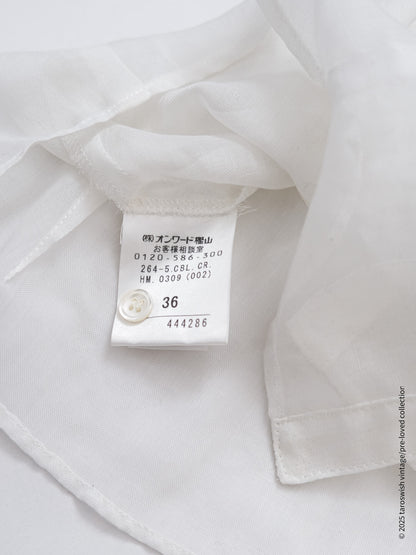 ㈱オンワード樫山
お客様相談室
0120-586-300
264-5.CBL.CR.
HM.0309(002)
36
444286
© 2025 taroswish vintage/pre-loved collection